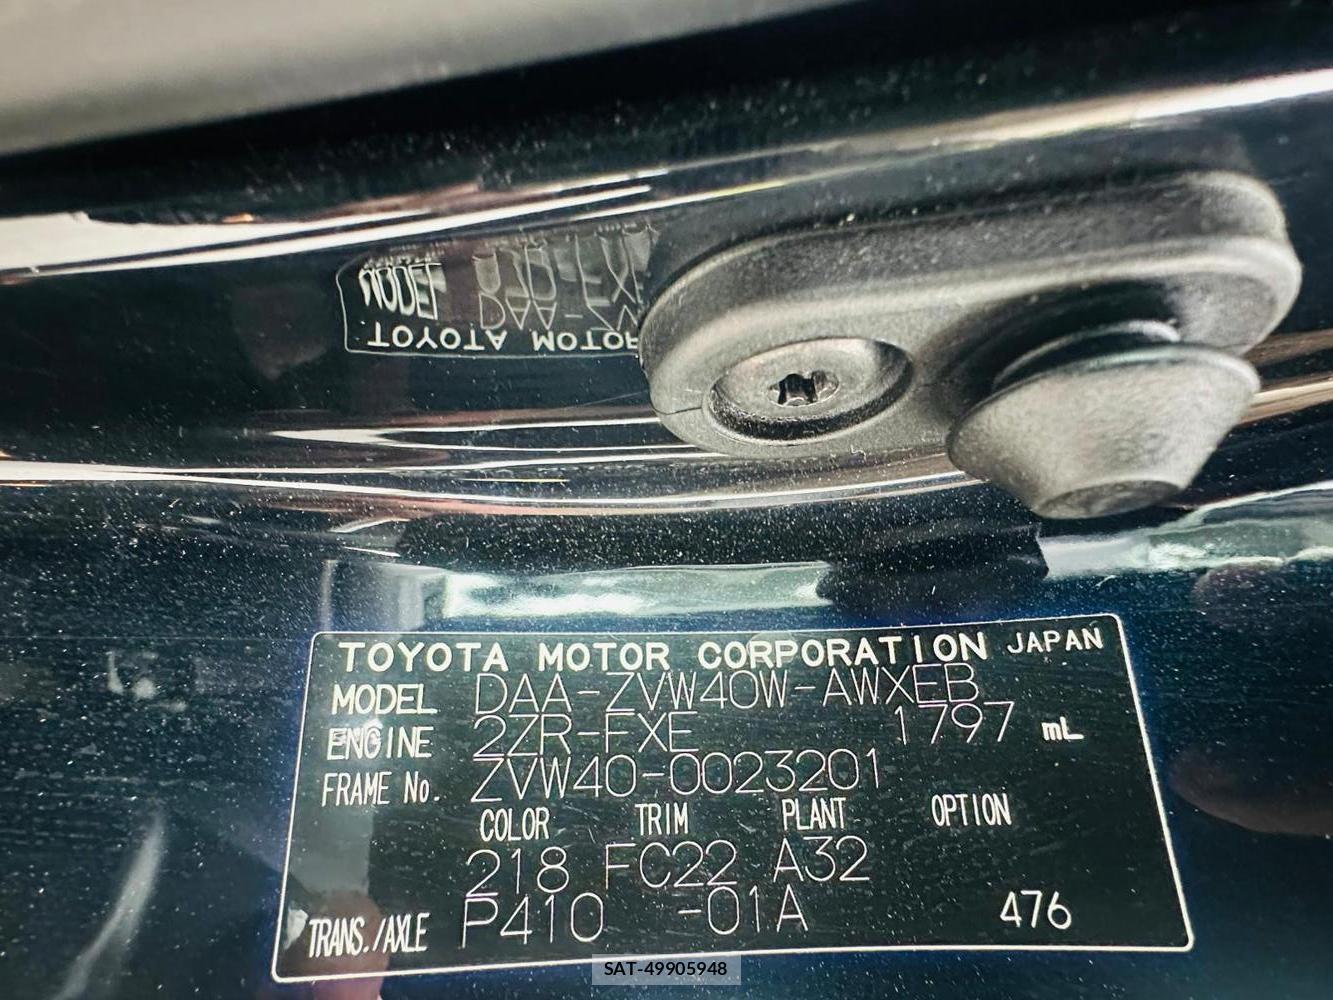 TOYOTA MOTOR CORPORATION JAPAN
MODEL DAA-ZVW40W-AWXEB
ENGINE 2ZR-FXE 1797 mL
FRAME No. ZVW40-0023201
COLOR TRIM PLANT OPTION
218 FC22 A32
TRANS./AXLE P410 -01A 476
SAT-49905948